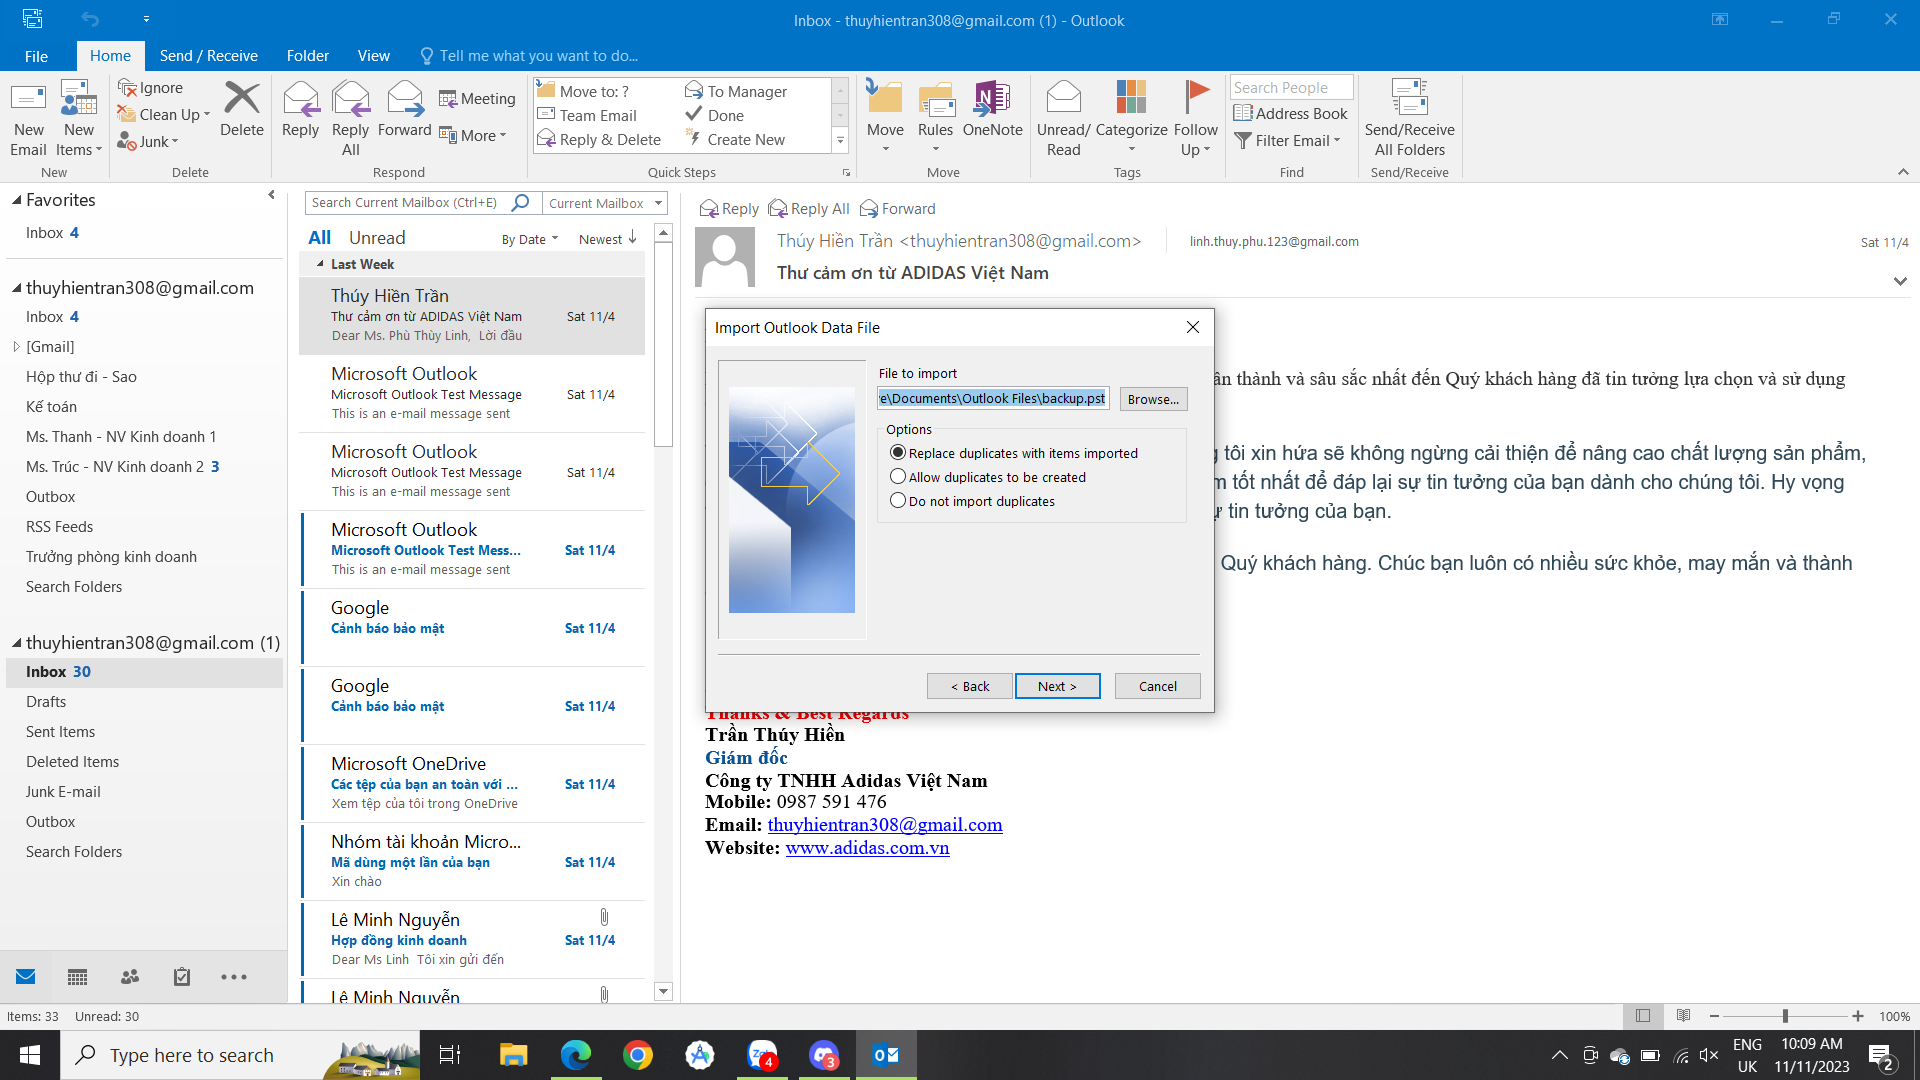 Inbox - thuyhientran308@gmail.com (1) - Outlook
File Home Send / Receive Folder View Tell me what you want to do...
New Email
New Items
New
Ignore
Clean Up
Junk
Delete
Delete
Reply
Reply All
Forward
Meeting
More
Respond
Move to: ?
Team Email
Reply & Delete
To Manager
Done
Create New
Quick Steps
Move
Rules
OneNote
Move
Unread/ Read
Categorize
Follow Up
Tags
Search People
Address Book
Filter Email
Find
Send/Receive All Folders
Send/Receive
Favorites
Inbox 4
thuyhientran308@gmail.com
Inbox 4
[Gmail]
Hộp thư đi - Sao
Kế toán
Ms. Thanh - NV Kinh doanh 1
Ms. Trúc - NV Kinh doanh 2 3
Outbox
RSS Feeds
Trưởng phòng kinh doanh
Search Folders
thuyhientran308@gmail.com (1)
Inbox 30
Drafts
Sent Items
Deleted Items
Junk E-mail
Outbox
Search Folders
Search Current Mailbox (Ctrl+E) Current Mailbox
All Unread By Date Newest
Last Week
Thúy Hiền Trần
Thư cảm ơn từ ADIDAS Việt Nam Sat 11/4
Dear Ms. Phù Thùy Linh, Lời đầu
Microsoft Outlook
Microsoft Outlook Test Message Sat 11/4
This is an e-mail message sent
Microsoft Outlook
Microsoft Outlook Test Message Sat 11/4
This is an e-mail message sent
Microsoft Outlook
Microsoft Outlook Test Mess... Sat 11/4
This is an e-mail message sent
Google
Cảnh báo bảo mật Sat 11/4
Google
Cảnh báo bảo mật Sat 11/4
Microsoft OneDrive
Các tệp của bạn an toàn với ... Sat 11/4
Xem tệp của tôi trong OneDrive
Nhóm tài khoản Micro...
Mã dùng một lần của bạn Sat 11/4
Xin chào
Lê Minh Nguyễn
Hợp đồng kinh doanh Sat 11/4
Dear Ms Linh Tôi xin gửi đến
Lê Minh Nguyễn
Reply Reply All Forward
Thúy Hiền Trần <thuyhientran308@gmail.com> linh.thuy.phu.123@gmail.com Sat 11/4
Thư cảm ơn từ ADIDAS Việt Nam
Import Outlook Data File
File to import
e\Documents\Outlook Files\backup.pst Browse...
Options
Replace duplicates with items imported
Allow duplicates to be created
Do not import duplicates
< Back Next > Cancel
ân thành và sâu sắc nhất đến Quý khách hàng đã tin tưởng lựa chọn và sử dụng
g tôi xin hứa sẽ không ngừng cải thiện để nâng cao chất lượng sản phẩm,
m tốt nhất để đáp lại sự tin tưởng của bạn dành cho chúng tôi. Hy vọng
ự tin tưởng của bạn.
Quý khách hàng. Chúc bạn luôn có nhiều sức khỏe, may mắn và thành
Thanks & Best Regards
Trần Thúy Hiền
Giám đốc
Công ty TNHH Adidas Việt Nam
Mobile: 0987 591 476
Email: thuyhientran308@gmail.com
Website: www.adidas.com.vn
Items: 33 Unread: 30 100%
Type here to search
Zalo 4
3
ENG
UK
10:09 AM
11/11/2023
2